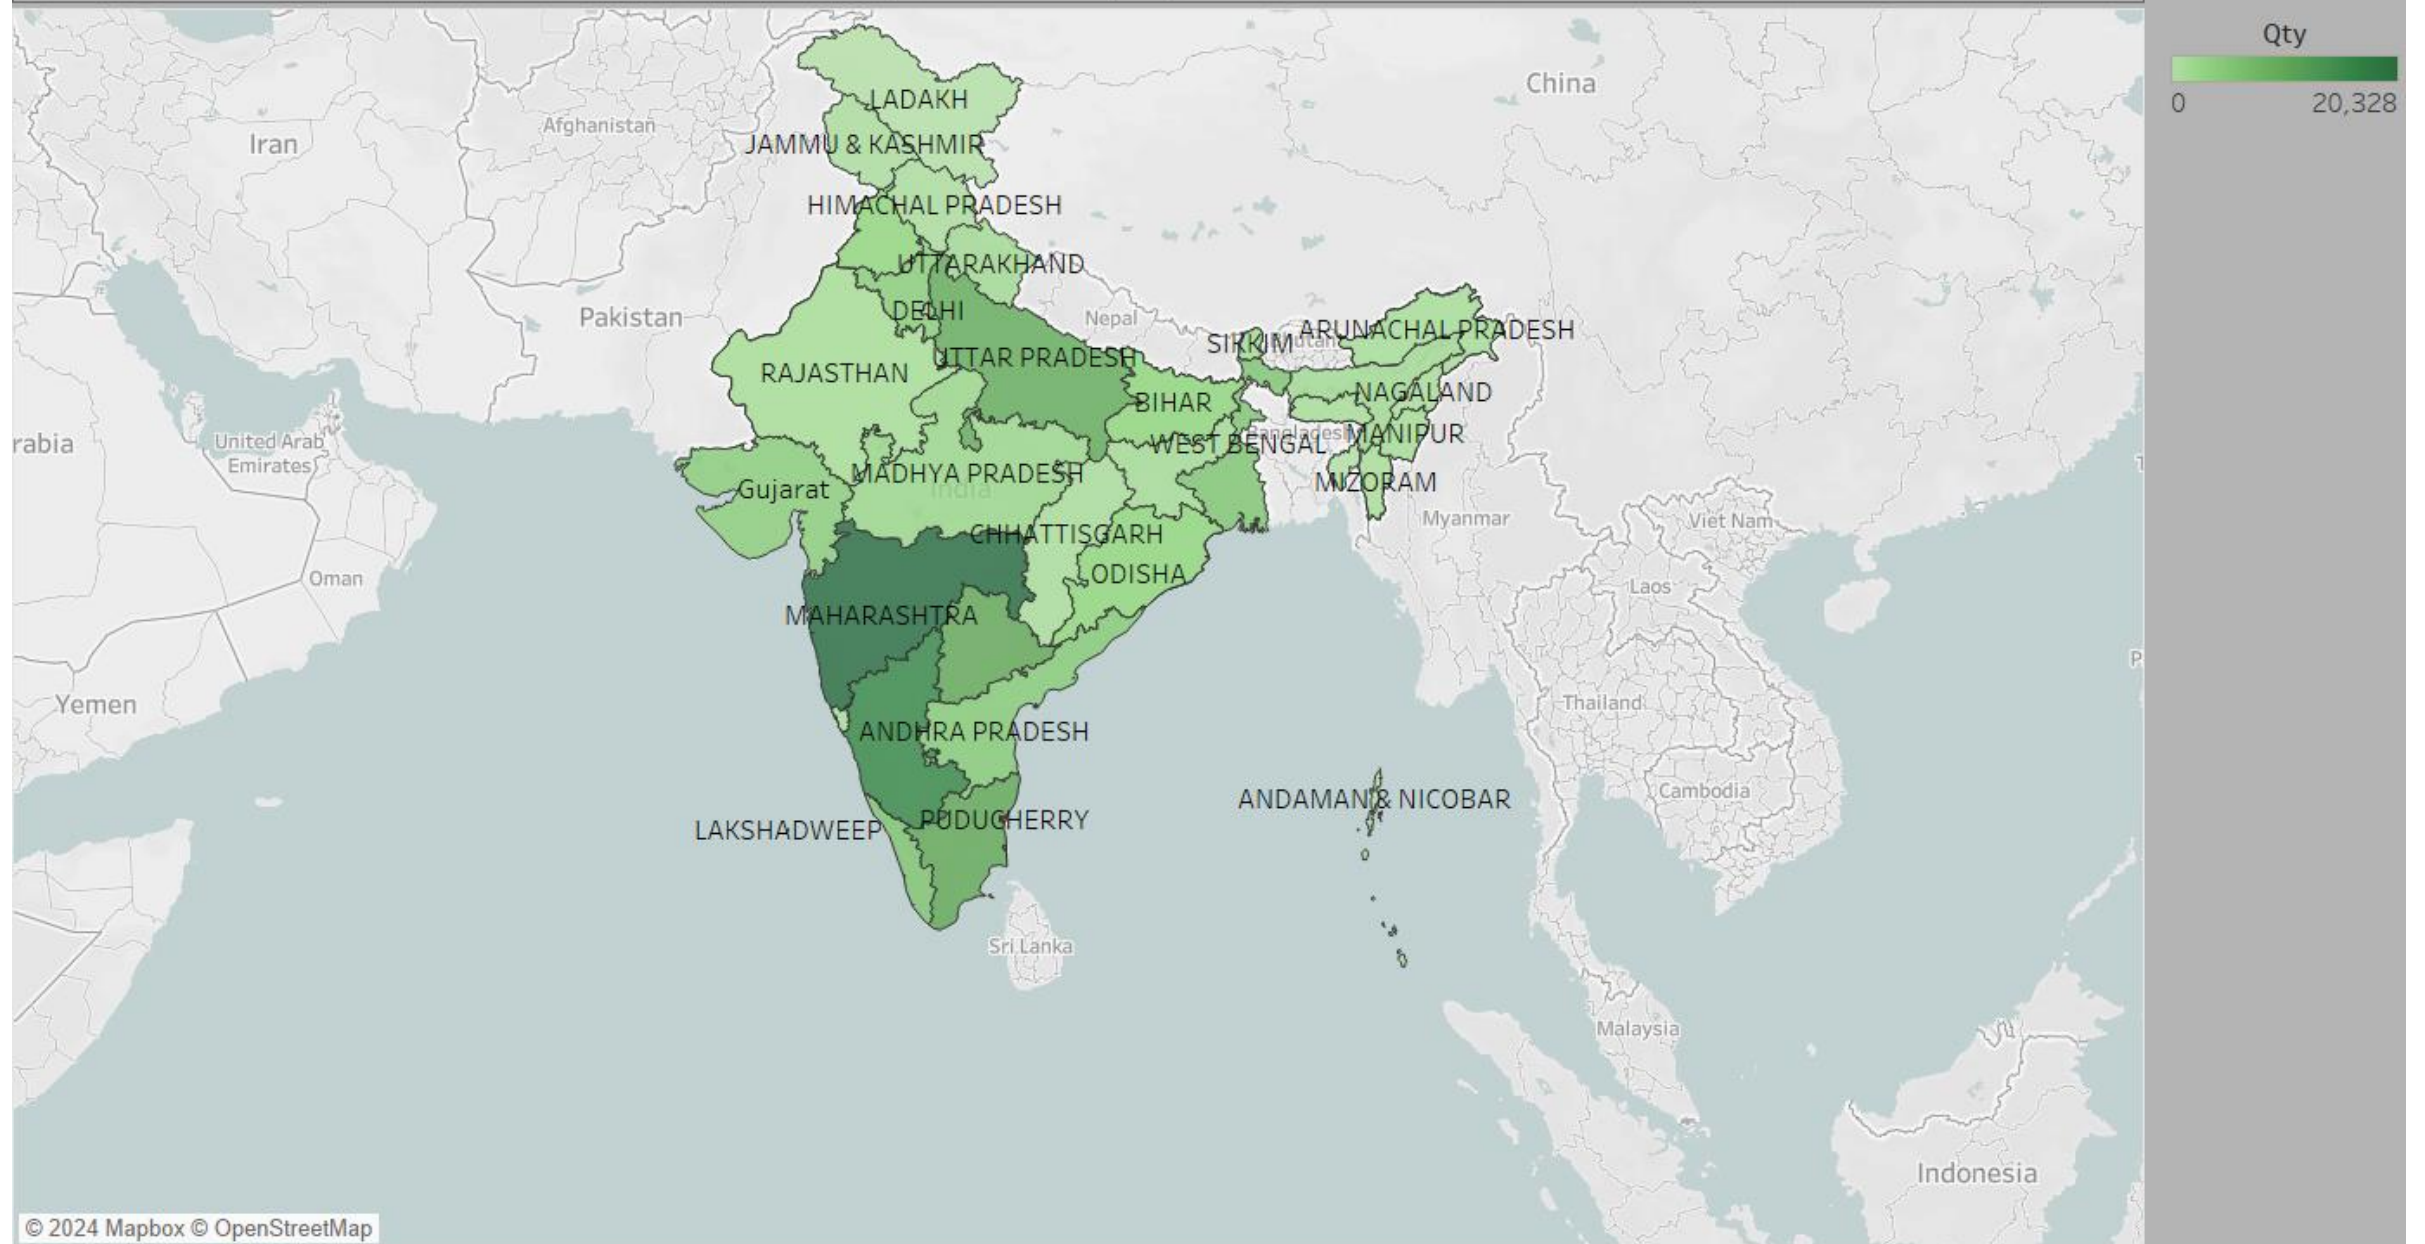 Qty
0
20,328
China
LADAKH
Afghanistan
Iran
JAMMU & KASHMIR
HIMACHAL PRADESH
UTTARAKHAND
Pakistan
DELHI
Nepal
SIKKIM
ARUNACHAL PRADESH
UTTAR PRADESH
RAJASTHAN
NAGALAND
BIHAR
rabia
United Arab
Emirates
WEST BENGAL
Bangladesh
MANIPUR
MADHYA PRADESH
India
Gujarat
MIZORAM
Myanmar
Viet Nam
CHHATTISGARH
ODISHA
Oman
Laos
MAHARASHTRA
Yemen
Thailand
P
ANDHRA PRADESH
Cambodia
ANDAMAN & NICOBAR
LAKSHADWEEP
PUDUCHERRY
Sri Lanka
Malaysia
Indonesia
© 2024 Mapbox © OpenStreetMap